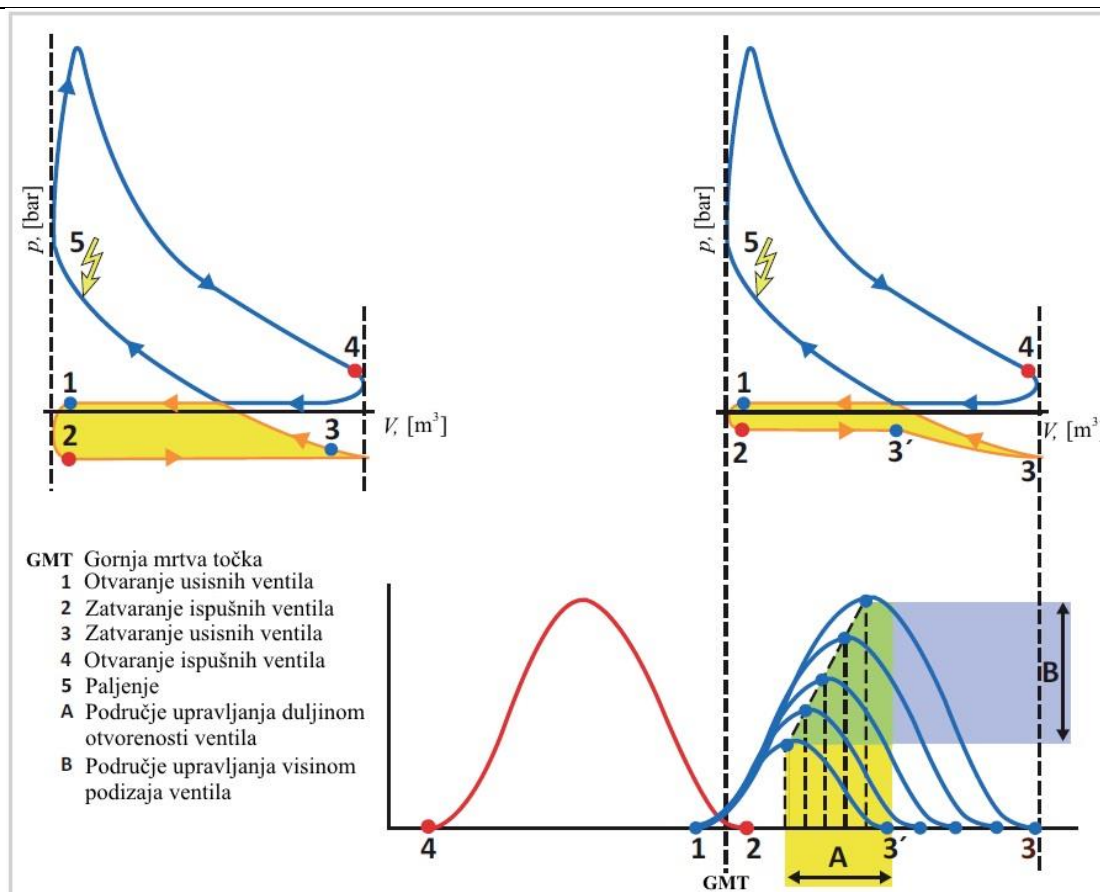 p, [bar]
5
4
1
2
3
V, [m³]
p, [bar]
5
4
1
2
3´
3
V, [m³
GMT Gornja mrtva točka
1 Otvaranje usisnih ventila
2 Zatvaranje ispušnih ventila
3 Zatvaranje usisnih ventila
4 Otvaranje ispušnih ventila
5 Paljenje
A Područje upravljanja duljinom
otvorenosti ventila
B Područje upravljanja visinom
podizaja ventila
B
4
1
2
A
3´
3
GMT